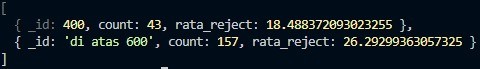 [
  { _id: 400, count: 43, rata_reject: 18.488372093023255 },
  { _id: 'di atas 600', count: 157, rata_reject: 26.29299363057325 }
]